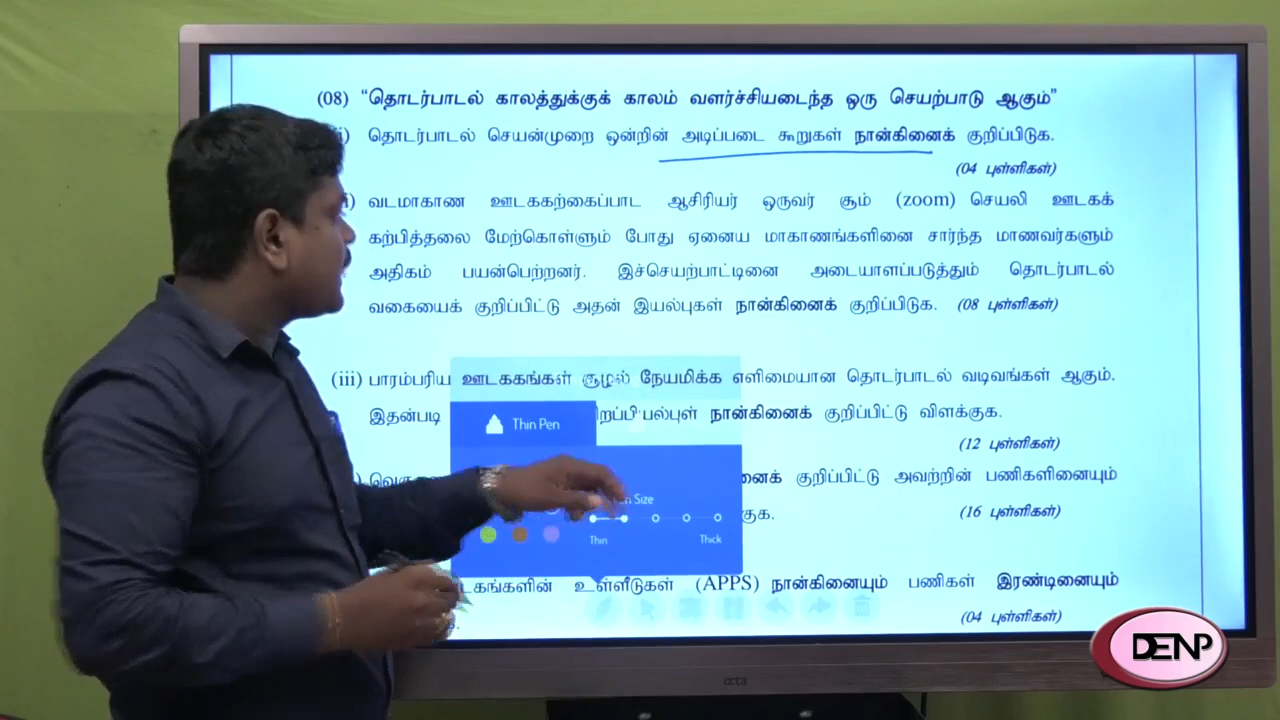 (08) “தொடர்பாடல் காலத்துக்குக் காலம் வளர்ச்சியடைந்த ஒரு செயற்பாடு ஆகும்”
தொடர்பாடல் செயன்முறை ஒன்றின் அடிப்படை கூறுகள் நான்கினைக் குறிப்பிடுக.
(04 புள்ளிகள்)
வடமாகாண ஊடககற்கைப்பாட ஆசிரியர் ஒருவர் சூம் (zoom) செயலி ஊடகக்
கற்பித்தலை மேற்கொள்ளும் போது ஏனைய மாகாணங்களினை சார்ந்த மாணவர்களும்
அதிகம் பயன்பெற்றனர். இச்செயற்பாட்டினை அடையாளப்படுத்தும் தொடர்பாடல்
வகையைக் குறிப்பிட்டு அதன் இயல்புகள் நான்கினைக் குறிப்பிடுக. (08 புள்ளிகள்)
(iii) பாரம்பரிய ஊடககங்கள் சூழல் நேயமிக்க எளிமையான தொடர்பாடல் வடிவங்கள் ஆகும்.
இதன்படி நான்கினைக் குறிப்பிட்டு விளக்குக.
(12 புள்ளிகள்)
குறிப்பிட்டு அவற்றின் பணிகளினையும்
(16 புள்ளிகள்)
உள்ளீடுகள் (APPS) நான்கினையும் பணிகள் இரண்டினையும்
(04 புள்ளிகள்)
Thin Pen
Size
Thin Thick
octa
DENP